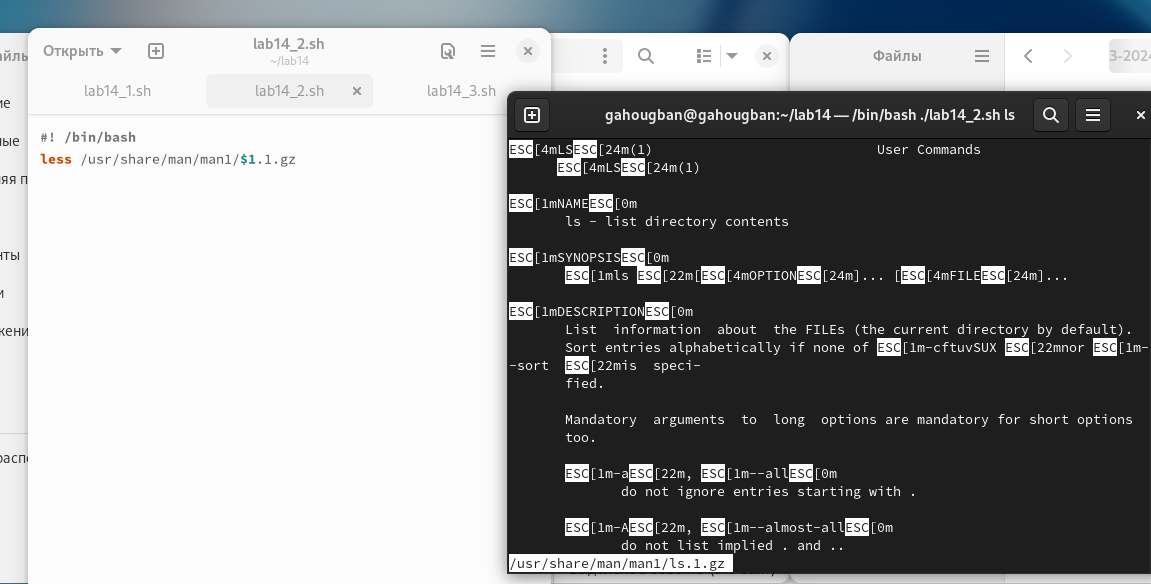 айлы
ие
ные
няя п
нты
и
жени
распо
Открыть
lab14_2.sh
~/lab14
lab14_1.sh
lab14_2.sh
lab14_3.sh
#! /bin/bash
less /usr/share/man/man1/$1.1.gz
Файлы
3-2024
gahougban@gahougban:~/lab14 — /bin/bash ./lab14_2.sh ls
ESC[4mLSESC[24m(1) User Commands
ESC[4mLSESC[24m(1)
ESC[1mNAMEESC[0m
ls - list directory contents
ESC[1mSYNOPSISESC[0m
ESC[1mls ESC[22m[ESC[4mOPTIONESC[24m]... [ESC[4mFILEESC[24m]...
ESC[1mDESCRIPTIONESC[0m
List information about the FILEs (the current directory by default).
Sort entries alphabetically if none of ESC[1m-cftuvSUX ESC[22mnor ESC[1m-
-sort ESC[22mis speci-
fied.
Mandatory arguments to long options are mandatory for short options
too.
ESC[1m-aESC[22m, ESC[1m--allESC[0m
do not ignore entries starting with .
ESC[1m-AESC[22m, ESC[1m--almost-allESC[0m
do not list implied . and ..
/usr/share/man/man1/ls.1.gz